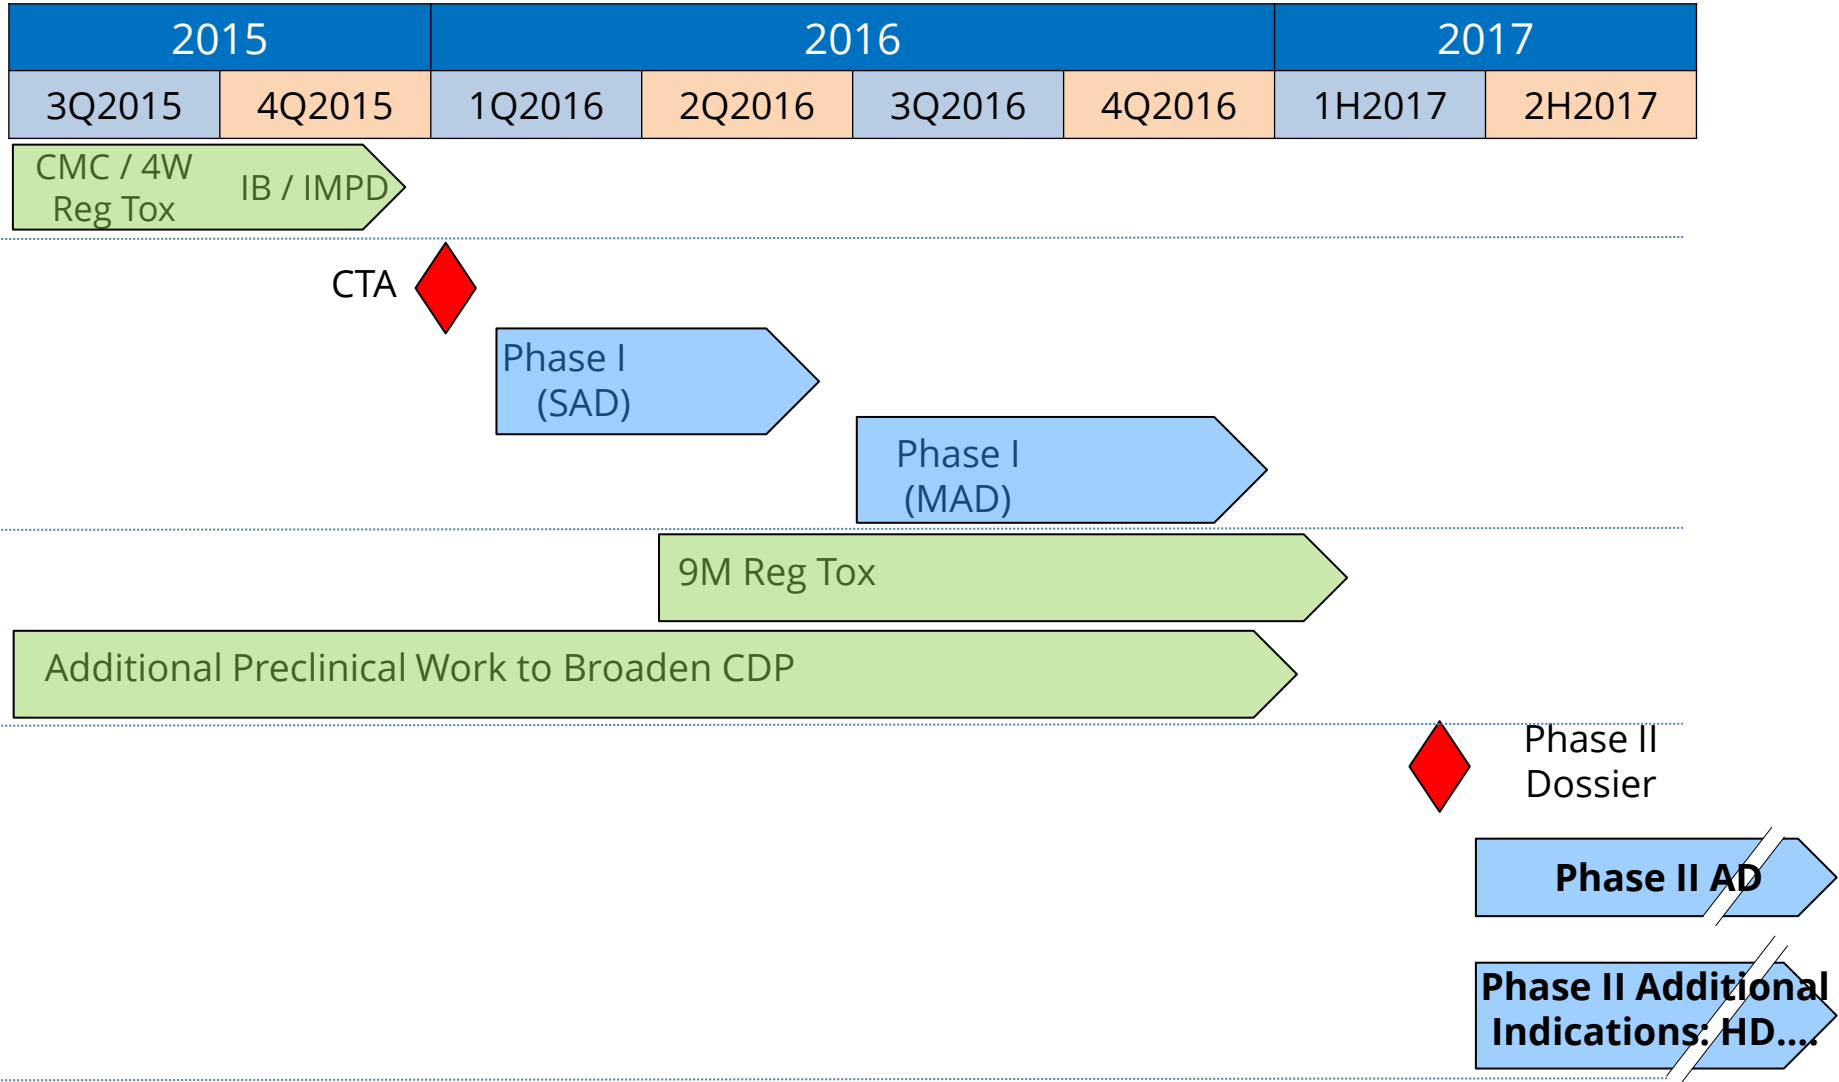 2015 2016 2017
3Q2015 4Q2015 1Q2016 2Q2016 3Q2016 4Q2016 1H2017 2H2017
CMC / 4W
Reg Tox
IB / IMPD
CTA
Phase I
(SAD)
Phase I
(MAD)
9M Reg Tox
Additional Preclinical Work to Broaden CDP
Phase II
Dossier
Phase II AD
Phase II Additional
Indications: HD....